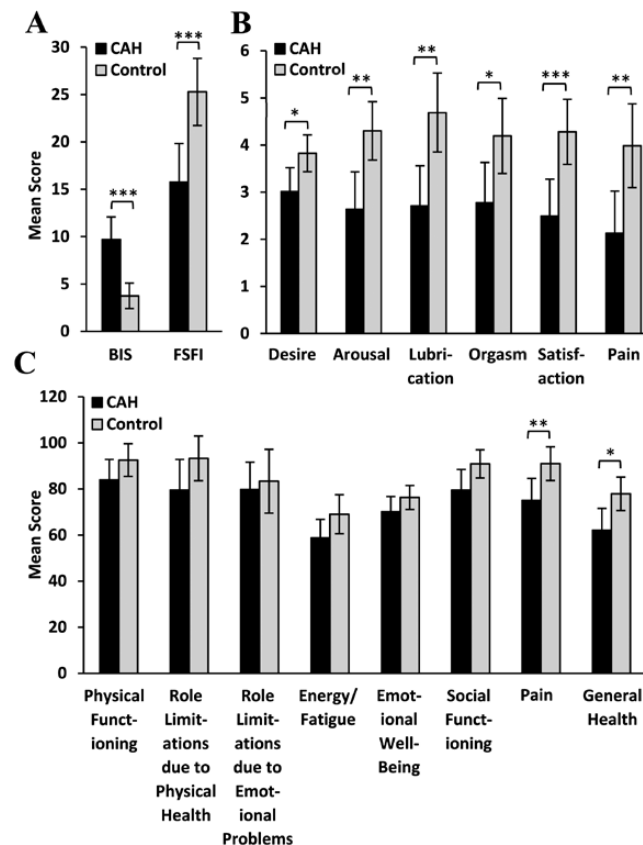 A
B
CAH
Control
***
***
Mean Score
30
25
20
15
10
5
0
BIS
FSFI
CAH
Control
*
**
**
*
***
**
6
5
4
3
2
1
0
Desire
Arousal
Lubri-
cation
Orgasm
Satisf-
action
Pain
C
CAH
Control
**
*
Mean Score
120
100
80
60
40
20
0
Physical
Funct-
ioning
Role
Limit-
ations
due to
Physical
Health
Role
Limit-
ations
due to
Emot-
ional
Problems
Energy/
Fatigue
Emot-
ional
Well-
Being
Social
Funct-
ioning
Pain
General
Health